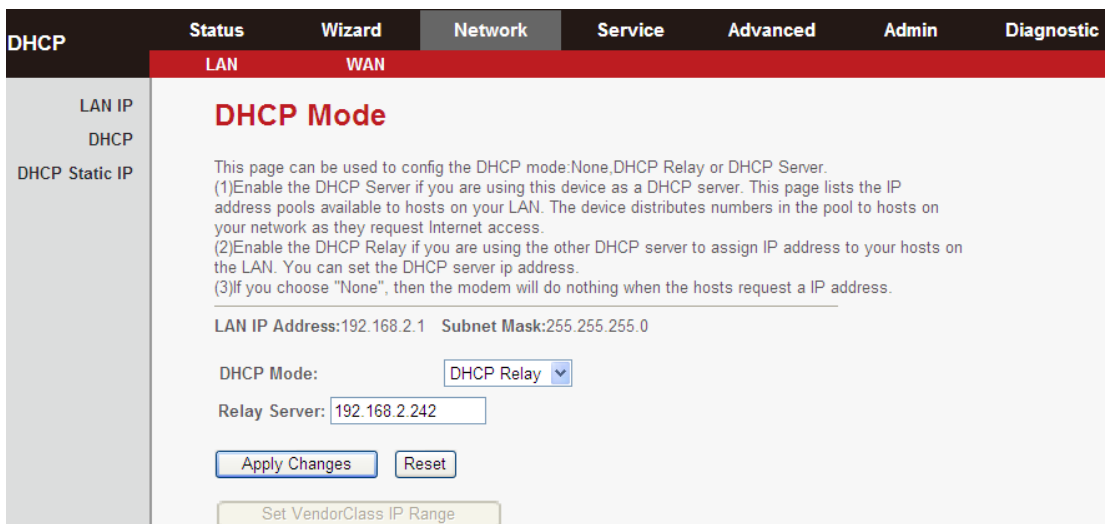 DHCP
Status Wizard Network Service Advanced Admin Diagnostic
LAN WAN
LAN IP
DHCP
DHCP Static IP
DHCP Mode
This page can be used to config the DHCP mode:None,DHCP Relay or DHCP Server.
(1)Enable the DHCP Server if you are using this device as a DHCP server. This page lists the IP
address pools available to hosts on your LAN. The device distributes numbers in the pool to hosts on
your network as they request Internet access.
(2)Enable the DHCP Relay if you are using the other DHCP server to assign IP address to your hosts on
the LAN. You can set the DHCP server ip address.
(3)If you choose "None", then the modem will do nothing when the hosts request a IP address.
LAN IP Address:192.168.2.1 Subnet Mask:255.255.255.0
DHCP Mode: DHCP Relay
Relay Server: 192.168.2.242
Apply Changes Reset
Set VendorClass IP Range